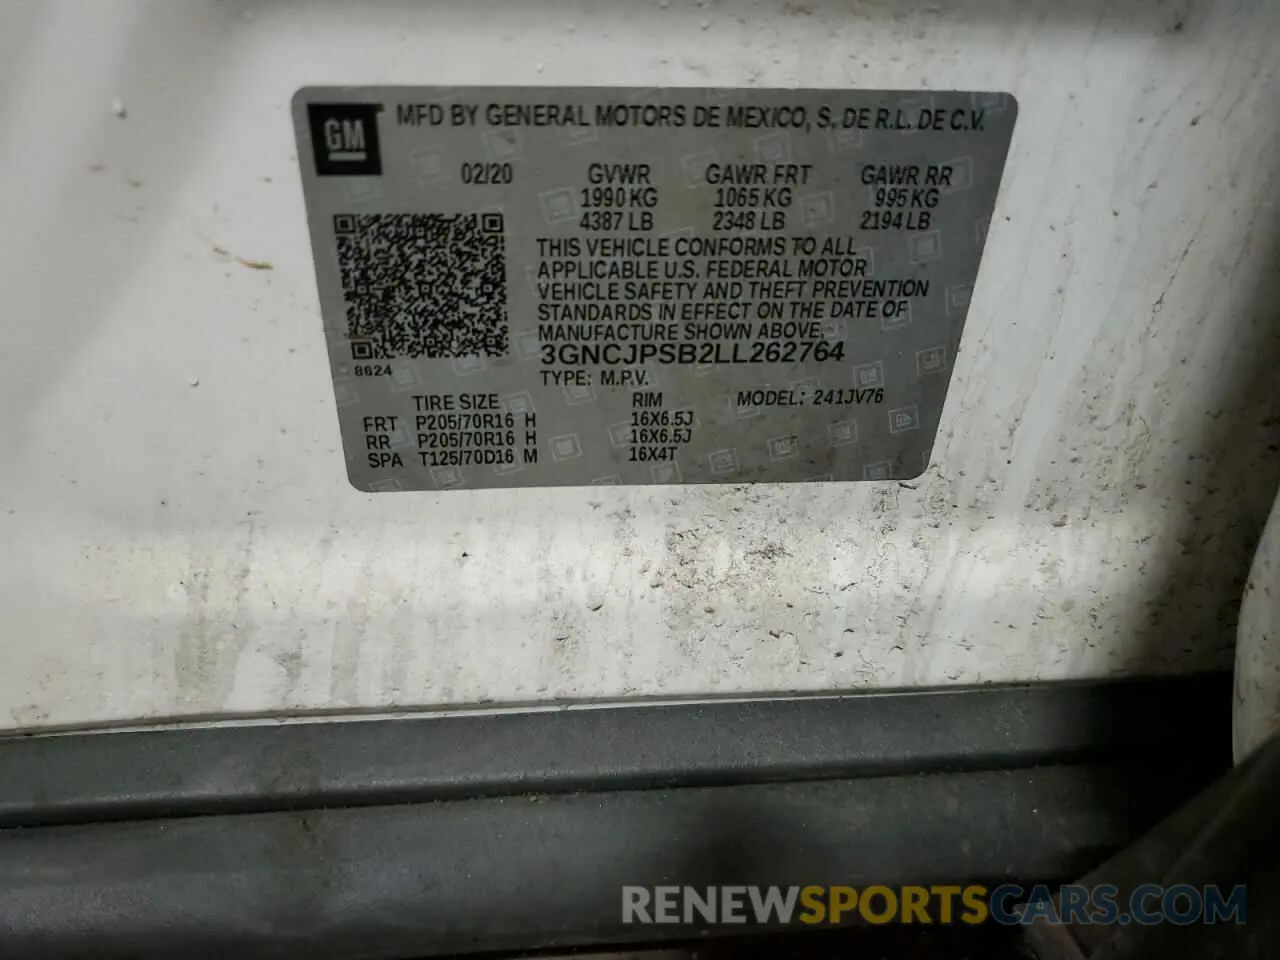 GM
MFD BY GENERAL MOTORS DE MEXICO, S. DE R.L. DE C.V.
02/20 GVWR GAWR FRT GAWR RR
1990 KG 1065 KG 995 KG
4387 LB 2348 LB 2194 LB
THIS VEHICLE CONFORMS TO ALL
APPLICABLE U.S. FEDERAL MOTOR
VEHICLE SAFETY AND THEFT PREVENTION
STANDARDS IN EFFECT ON THE DATE OF
MANUFACTURE SHOWN ABOVE.
3GNCJPSB2LL262764
8624
TYPE: M.P.V.
TIRE SIZE RIM MODEL: 241JV76
FRT P205/70R16 H 16X6.5J
RR P205/70R16 H 16X6.5J
SPA T125/70D16 M 16X4T
RENEWSPORTSCARS.COM